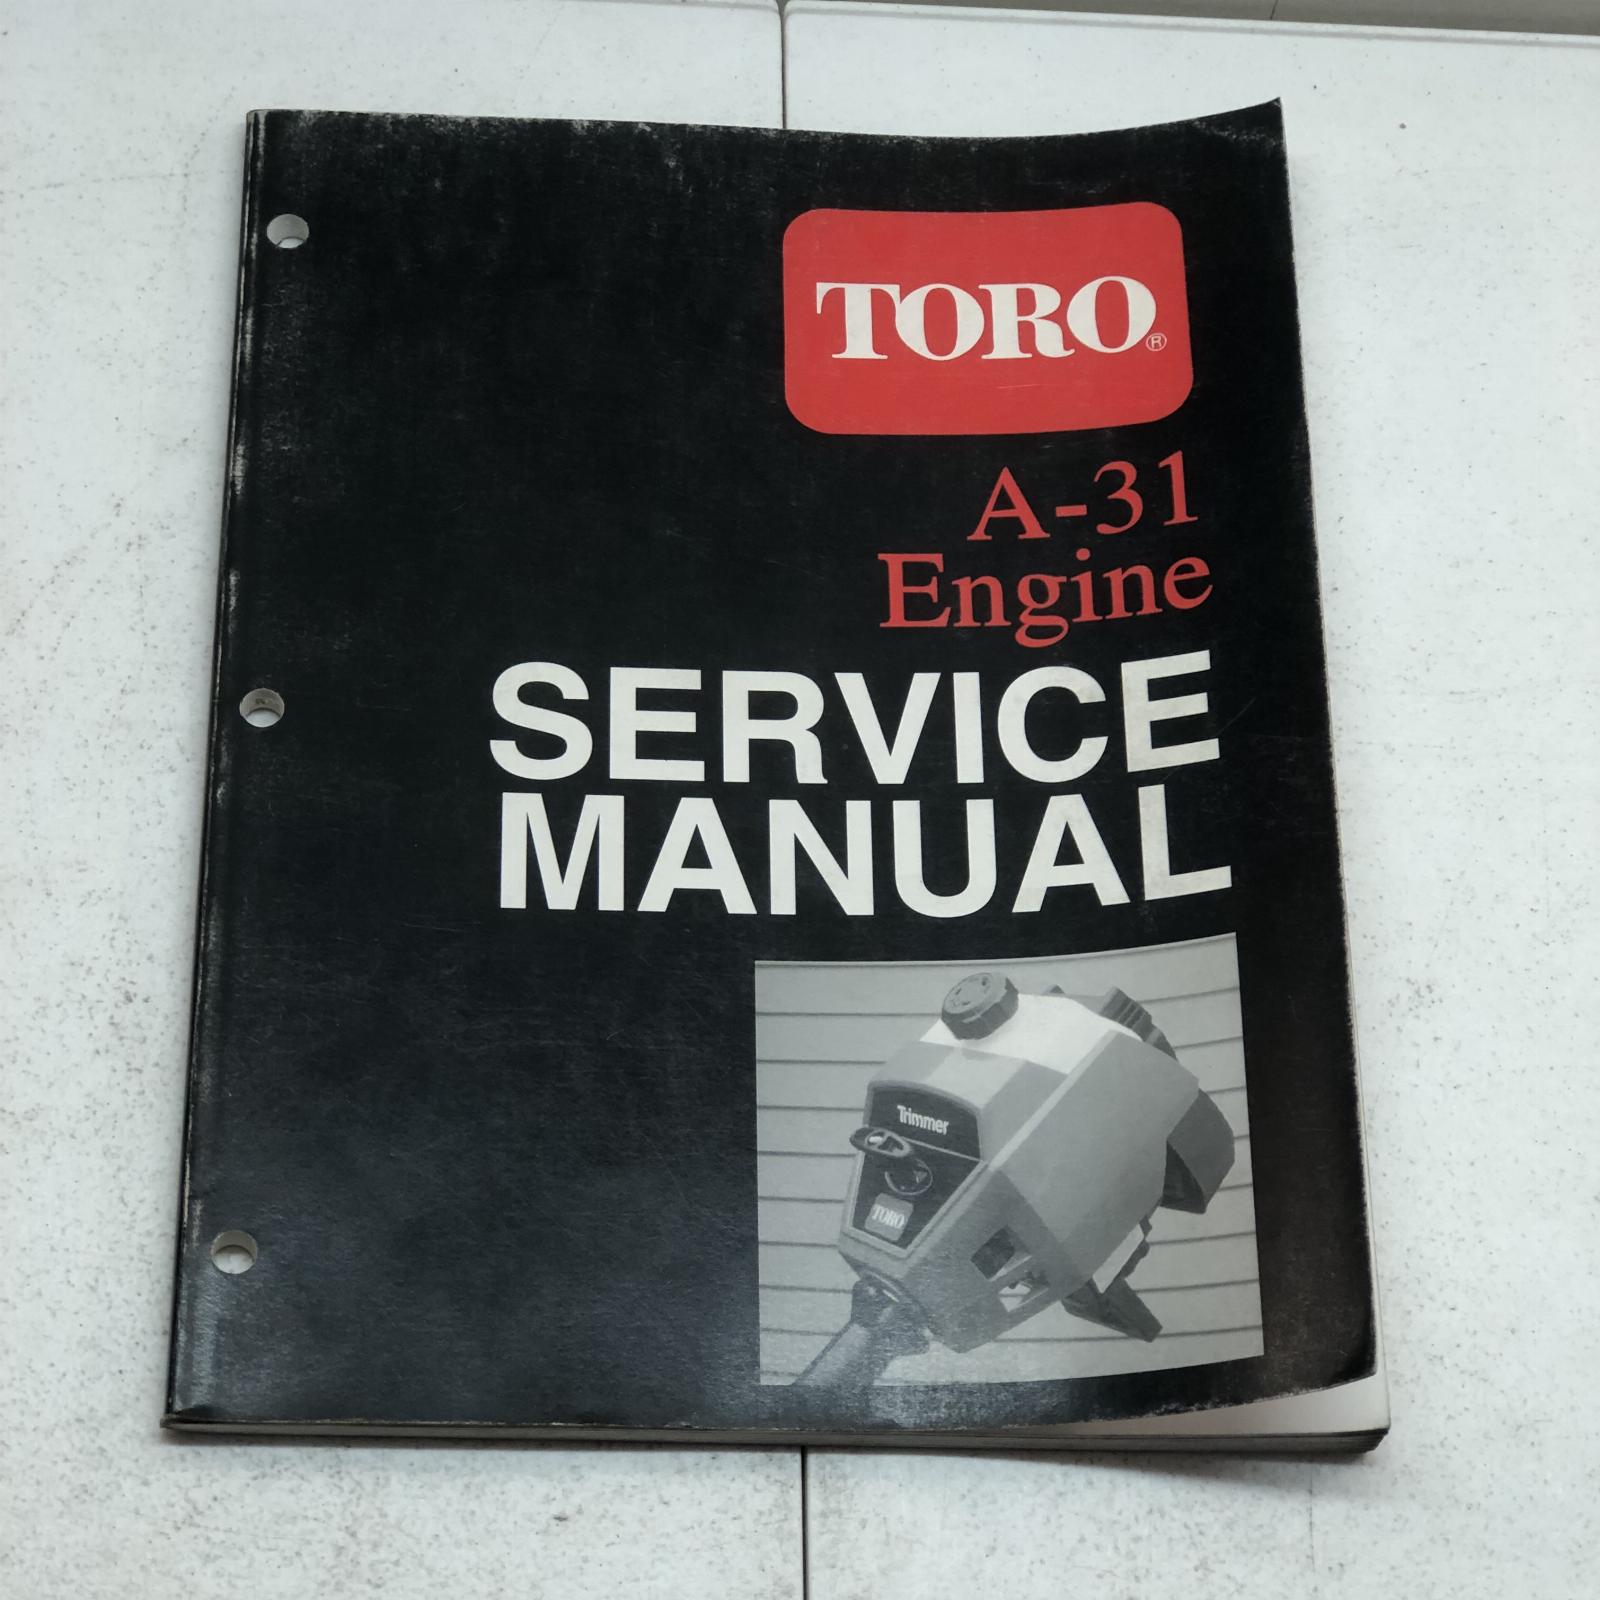 TORO®
A-31
Engine
SERVICE
MANUAL
Trimmer
TORO